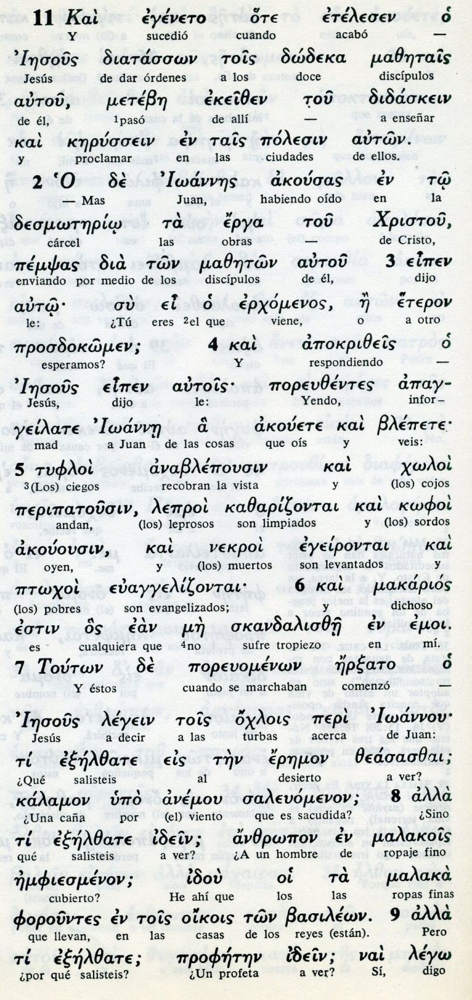 11 Καὶ ἐγένετο ὅτε ἐτέλεσεν ὁ
Y sucedió cuando acabó —
Ἰησοῦς διατάσσων τοῖς δώδεκα μαθηταῖς
Jesús de dar órdenes a los doce discípulos
αὐτοῦ, μετέβη ἐκεῖθεν τοῦ διδάσκειν
de él, ¹pasó de allí — a enseñar
καὶ κηρύσσειν ἐν ταῖς πόλεσιν αὐτῶν.
y proclamar en las ciudades de ellos.
2 Ὁ δὲ Ἰωάννης ἀκούσας ἐν τῷ
Mas Juan, habiendo oído en la
δεσμωτηρίῳ τὰ ἔργα τοῦ Χριστοῦ,
cárcel las obras — de Cristo,
πέμψας διὰ τῶν μαθητῶν αὐτοῦ 3 εἶπεν
enviando por medio de los discípulos de él, dijo
αὐτῷ· σὺ εἶ ὁ ἐρχόμενος, ἢ ἕτερον
le: ¿Tú eres ²el que viene, o a otro
προσδοκῶμεν; 4 καὶ ἀποκριθεὶς ὁ
esperamos? Y respondiendo —
Ἰησοῦς εἶπεν αὐτοῖς· πορευθέντες ἀπαγ-
Jesús, dijo le: Yendo, infor-
γείλατε Ἰωάννῃ ἃ ἀκούετε καὶ βλέπετε·
mad a Juan de las cosas que oís y veis:
5 τυφλοὶ ἀναβλέπουσιν καὶ χωλοὶ
³(Los) ciegos recobran la vista y (los) cojos
περιπατοῦσιν, λεπροὶ καθαρίζονται καὶ κωφοὶ
andan, (los) leprosos son limpiados y (los) sordos
ἀκούουσιν, καὶ νεκροὶ ἐγείρονται καὶ
oyen, y (los) muertos son levantados y
πτωχοὶ εὐαγγελίζονται· 6 καὶ μακάριός
(los) pobres son evangelizados; y dichoso
ἐστιν ὃς ἐὰν μὴ σκανδαλισθῇ ἐν ἐμοι.
es cualquiera que ⁴no sufre tropiezo en mí.
7 Τούτων δὲ πορευομένων ἤρξατο ὁ
Y éstos cuando se marchaban comenzó —
Ἰησοῦς λέγειν τοῖς ὄχλοις περὶ Ἰωάννου·
Jesús a decir a las turbas acerca de Juan:
τί ἐξήλθατε εἰς τὴν ἔρημον θεάσασθαι;
¿Qué salisteis al desierto a ver?
κάλαμον ὑπὸ ἀνέμου σαλευόμενον; 8 ἀλλὰ
¿Una caña por (el) viento que es sacudida? ¿Sino
τί ἐξήλθατε ἰδεῖν; ἄνθρωπον ἐν μαλακοῖς
qué salisteis a ver? ¿A un hombre de ropaje fino
ἠμφιεσμένον; ἰδοὺ οἱ τὰ μαλακὰ
cubierto? He ahí que los las ropas finas
φοροῦντες ἐν τοῖς οἴκοις τῶν βασιλέων. 9 ἀλλὰ
que llevan, en las casas de los reyes (están). Pero
τί ἐξήλθατε; προφήτην ἰδεῖν; ναὶ λέγω
¿por qué salisteis? ¿Un profeta a ver? Sí, digo